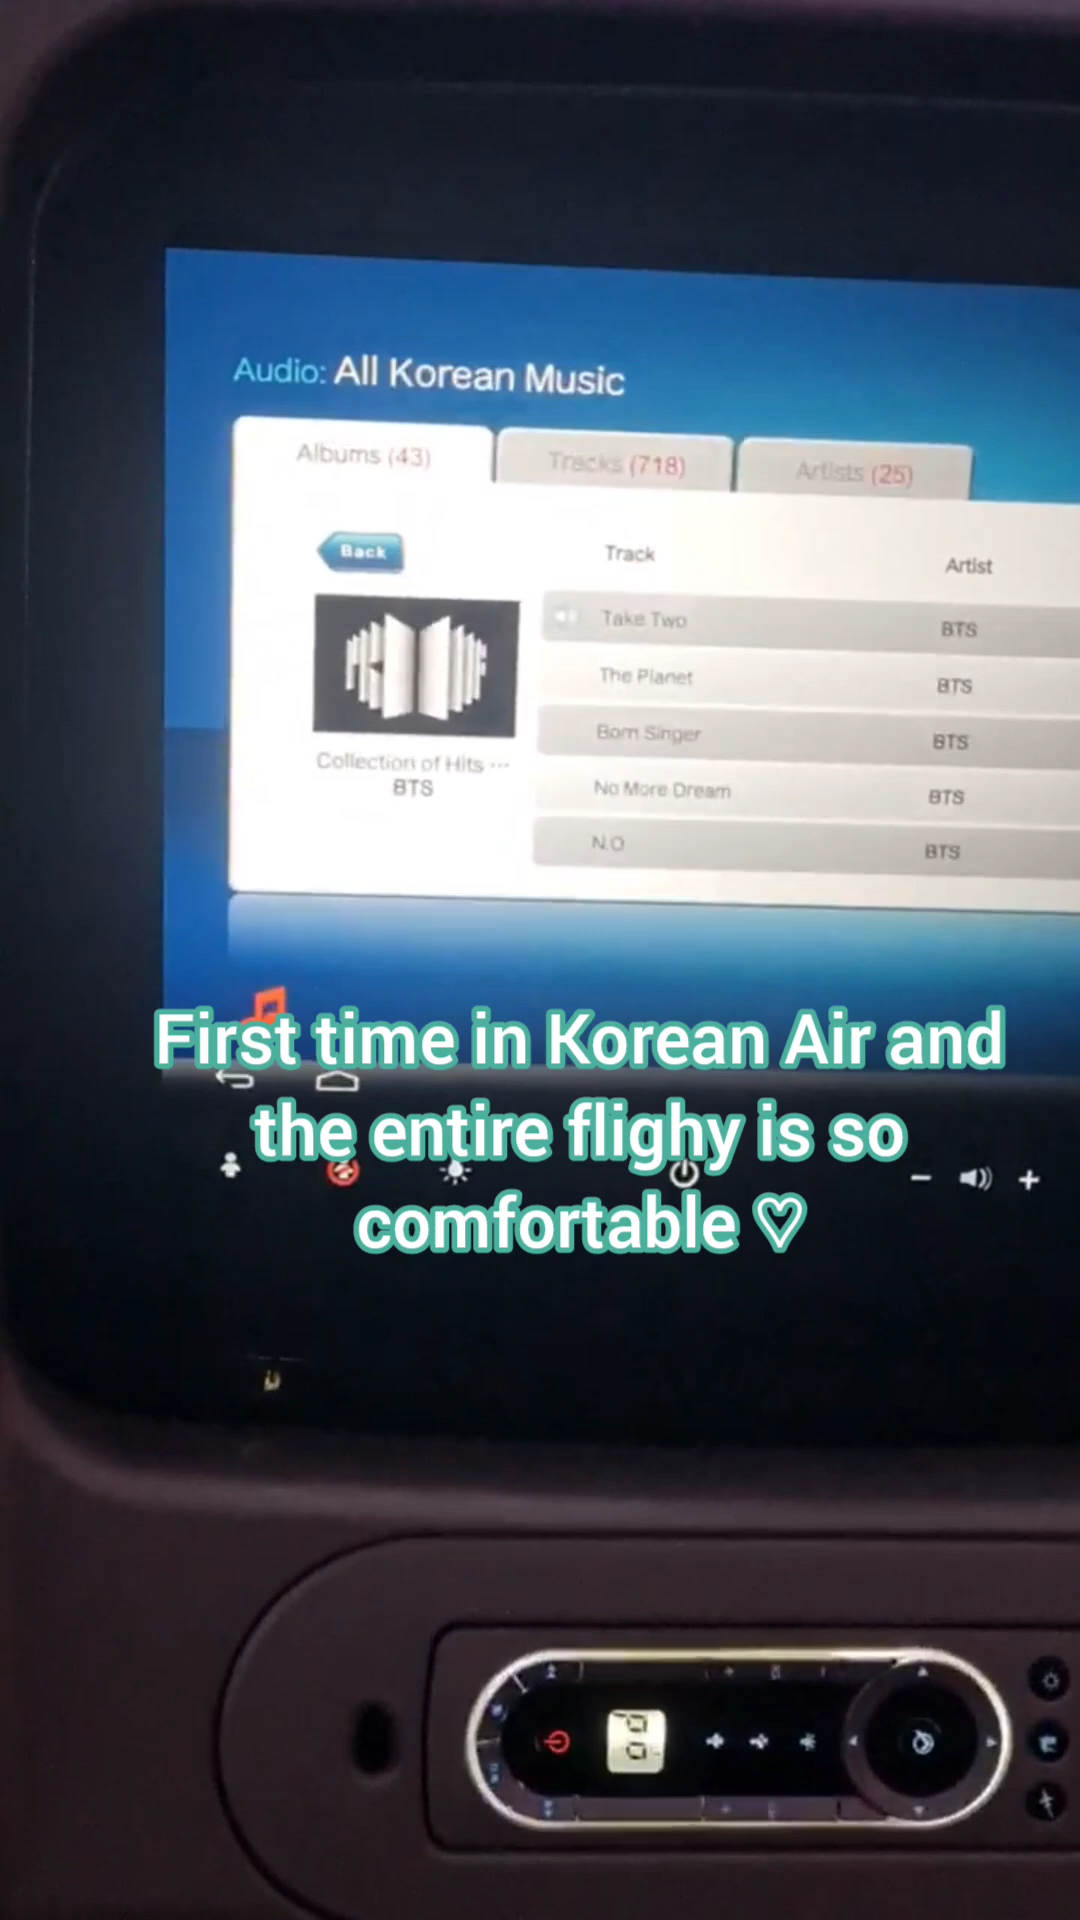 Audio: All Korean Music
Albums (43)
Tracks (718)
Artists (25)
Back
Track
Artist
Take Two
BTS
The Planet
BTS
Born Singer
BTS
No More Dream
BTS
N.O
BTS
Collection of Hits ...
BTS
First time in Korean Air and
the entire flighy is so
comfortable ♡